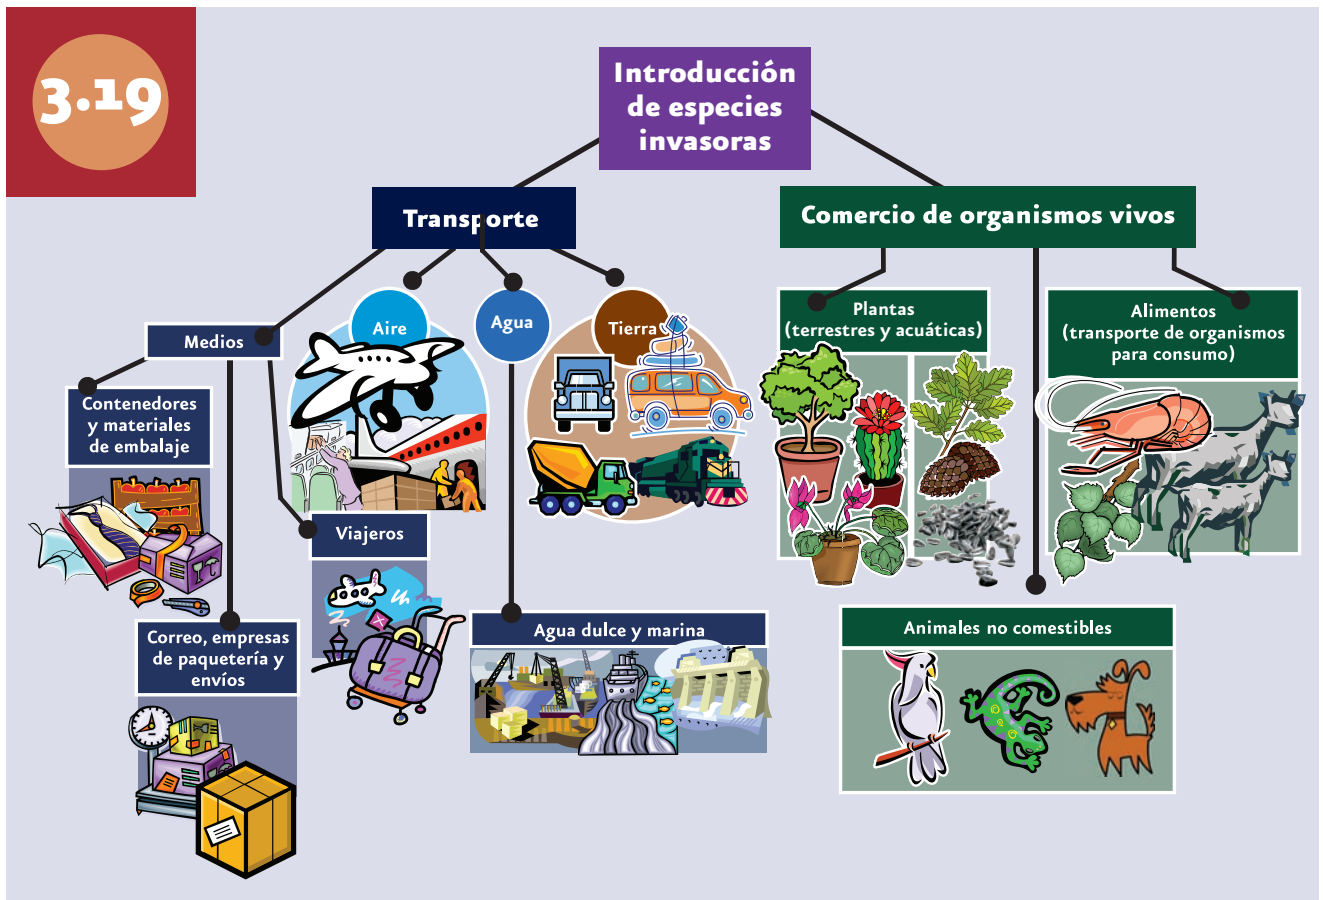 3.19
Introducción
de especies
invasoras
Transporte
Comercio de organismos vivos
Medios
Aire
Agua
Tierra
Plantas
(terrestres y acuáticas)
Alimentos
(transporte de organismos
para consumo)
Contenedores
y materiales
de embalaje
Viajeros
Correo, empresas
de paquetería y
envíos
Agua dulce y marina
Animales no comestibles